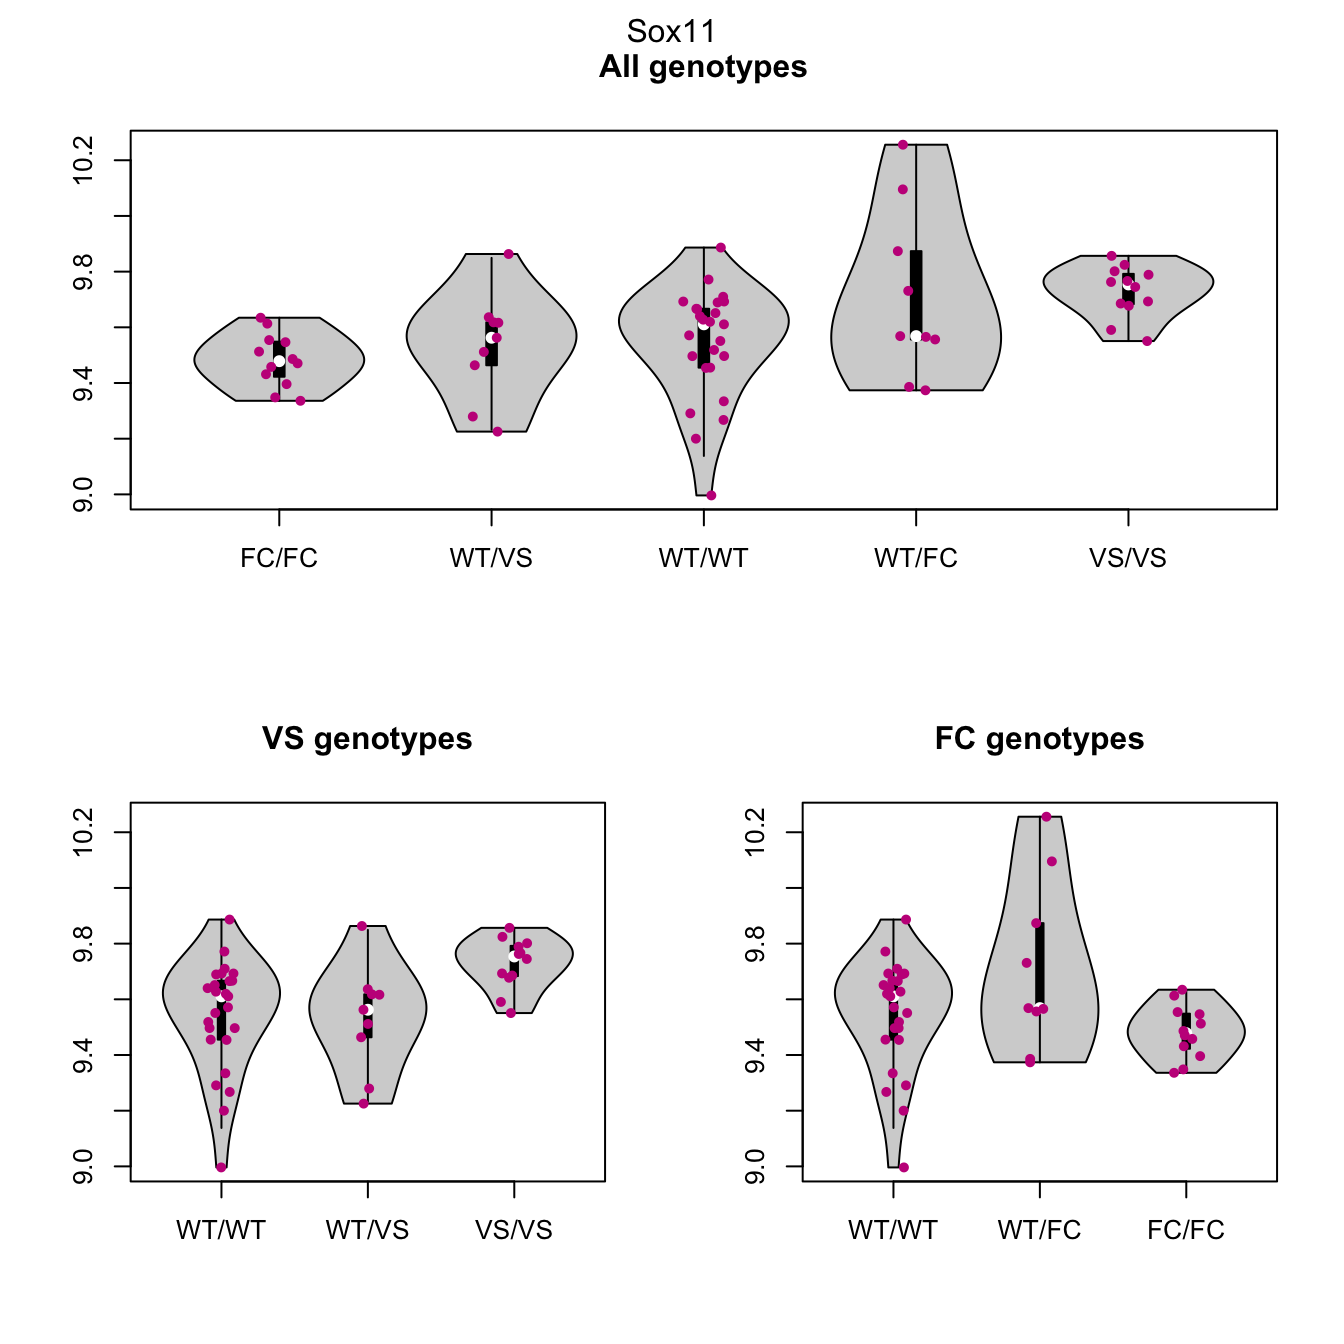 Sox11
All genotypes
10.2
9.8
9.4
9.0
FC/FC WT/VS WT/WT WT/FC VS/VS
VS genotypes
10.2
9.8
9.4
9.0
WT/WT WT/VS VS/VS
FC genotypes
10.2
9.8
9.4
9.0
WT/WT WT/FC FC/FC